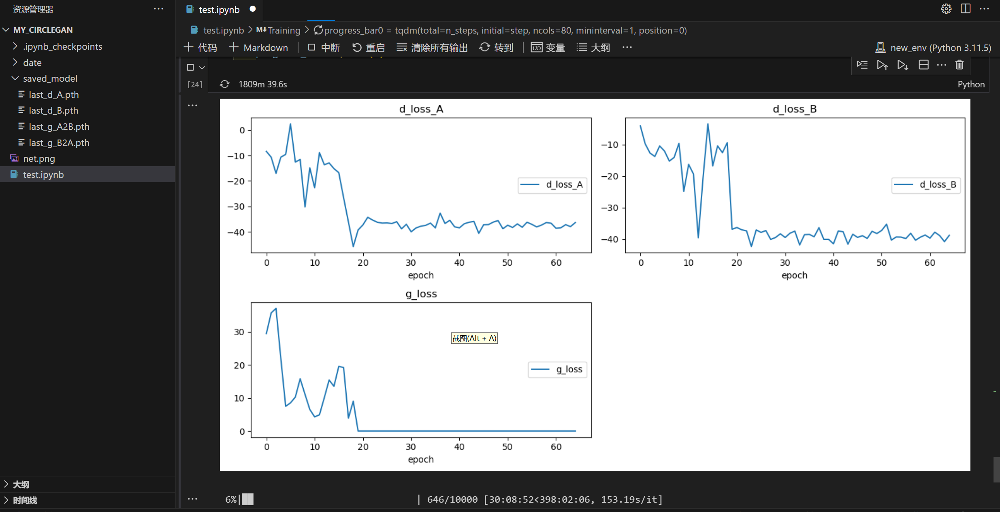 资源管理器
MY_CIRCLEGAN
.ipynb_checkpoints
date
saved_model
last_d_A.pth
last_d_B.pth
last_g_A2B.pth
last_g_B2A.pth
net.png
test.ipynb
大纲
时间线
test.ipynb
test.ipynb > M↓Training > progress_bar0 = tqdm(total=n_steps, initial=step, ncols=80, mininterval=1, position=0)
代码 Markdown 中断 重启 清除所有输出 转到 变量 大纲 ···
new_env (Python 3.11.5)
[24] 1809m 39.6s Python
d_loss_A
0
−10
−20
−30
−40
d_loss_A
0 10 20 30 40 50 60
epoch
d_loss_B
−10
−20
−30
−40
d_loss_B
0 10 20 30 40 50 60
epoch
g_loss
30
20
10
0
截图(Alt + A)
g_loss
0 10 20 30 40 50 60
epoch
6%| | 646/10000 [30:08:52<398:02:06, 153.19s/it]